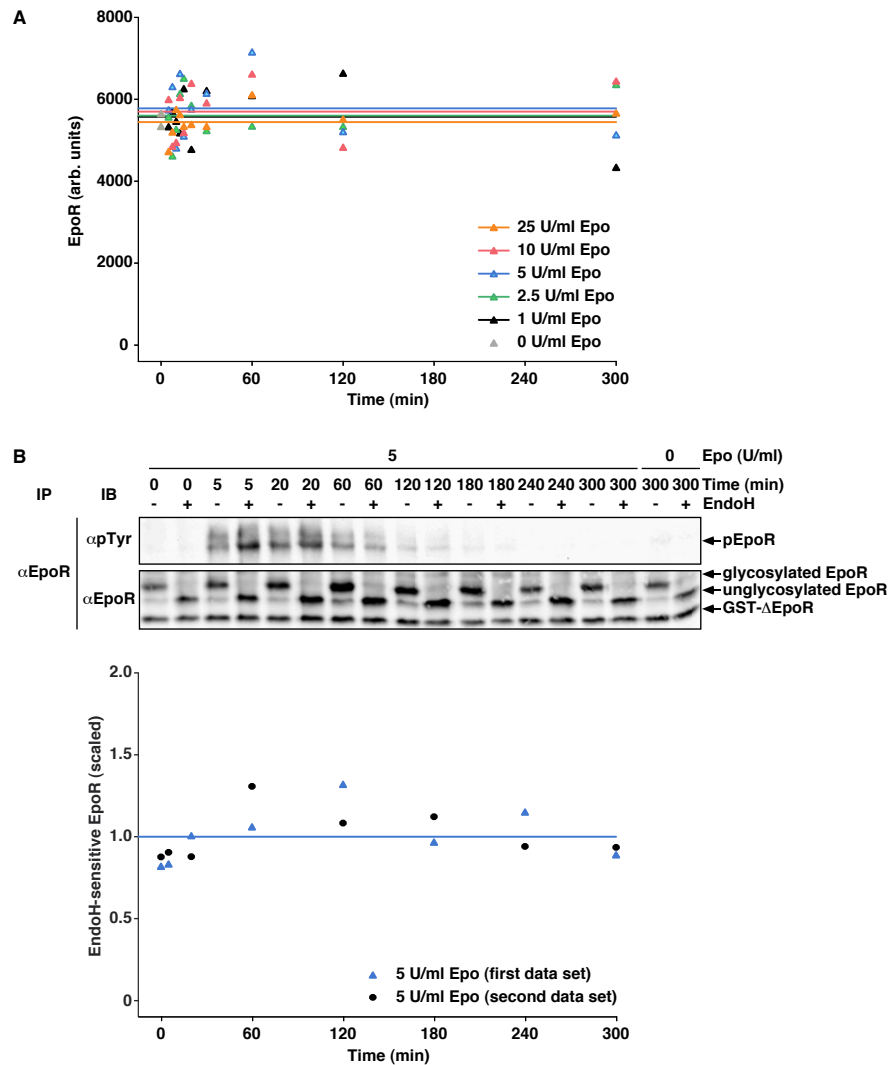 A
8000
6000
4000
2000
0
EpoR (arb. units)
25 U/ml Epo
10 U/ml Epo
5 U/ml Epo
2.5 U/ml Epo
1 U/ml Epo
0 U/ml Epo
0 60 120 180 240 300
Time (min)
B
5 0 Epo (U/ml)
IP IB 0 0 5 5 20 20 60 60 120 120 180 180 240 240 300 300 300 300 Time (min)
- + - + - + - + - + - + - + - + - + EndoH
αpTyr pEpoR
αEpoR
glycosylated EpoR
αEpoR unglycosylated EpoR
GST-ΔEpoR
2.0
1.5
1.0
0.5
0
EndoH-sensitive EpoR (scaled)
5 U/ml Epo (first data set)
5 U/ml Epo (second data set)
0 60 120 180 240 300
Time (min)